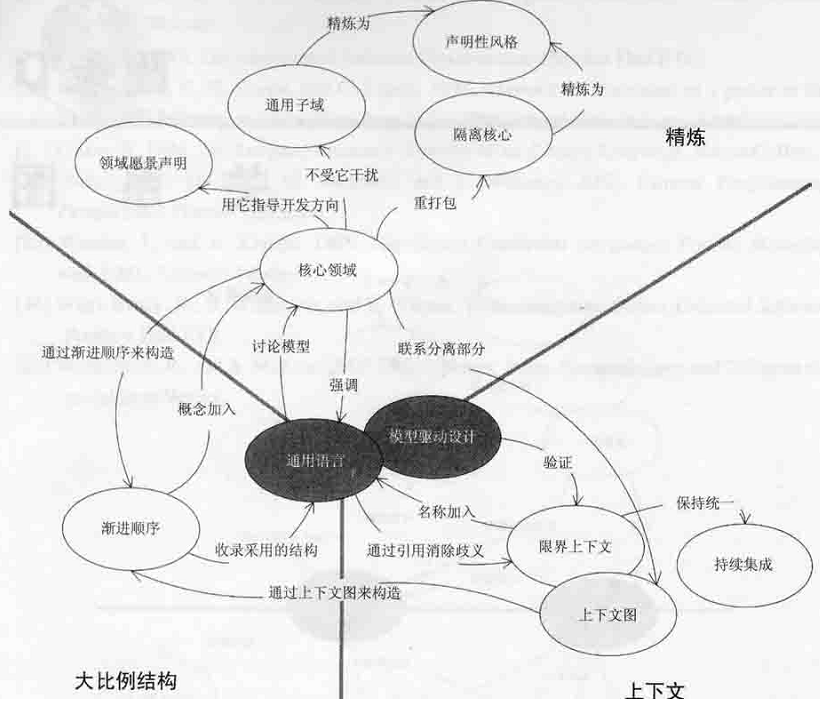 精炼为
声明性风格
精炼为
通用子域
隔离核心
精炼
领域愿景声明
不受它干扰
用它指导开发方向
重打包
核心领域
通过渐进顺序来构造
讨论模型
联系分离部分
强调
概念加入
模型驱动设计
通用语言
验证
名称加入
保持统一
渐进顺序
收录采用的结构
通过引用消除歧义
限界上下文
持续集成
通过上下文图来构造
上下文图
大比例结构
上下文